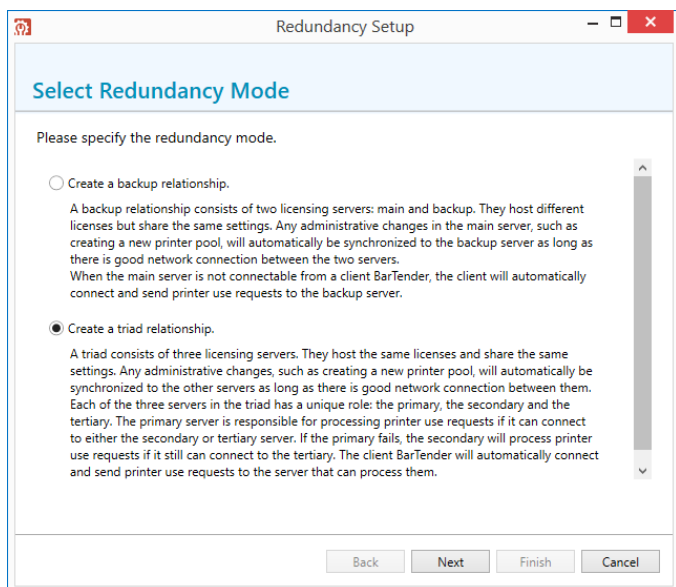 Redundancy Setup
Select Redundancy Mode
Please specify the redundancy mode.
Create a backup relationship.
A backup relationship consists of two licensing servers: main and backup. They host different
licenses but share the same settings. Any administrative changes in the main server, such as
creating a new printer pool, will automatically be synchronized to the backup server as long as
there is good network connection between the two servers.
When the main server is not connectable from a client BarTender, the client will automatically
connect and send printer use requests to the backup server.
Create a triad relationship.
A triad consists of three licensing servers. They host the same licenses and share the same
settings. Any administrative changes, such as creating a new printer pool, will automatically be
synchronized to the other servers as long as there is good network connection between them.
Each of the three servers in the triad has a unique role: the primary, the secondary and the
tertiary. The primary server is responsible for processing printer use requests if it can connect
to either the secondary or tertiary server. If the primary fails, the secondary will process printer
use requests if it still can connect to the tertiary. The client BarTender will automatically connect
and send printer use requests to the server that can process them.
Back Next Finish Cancel